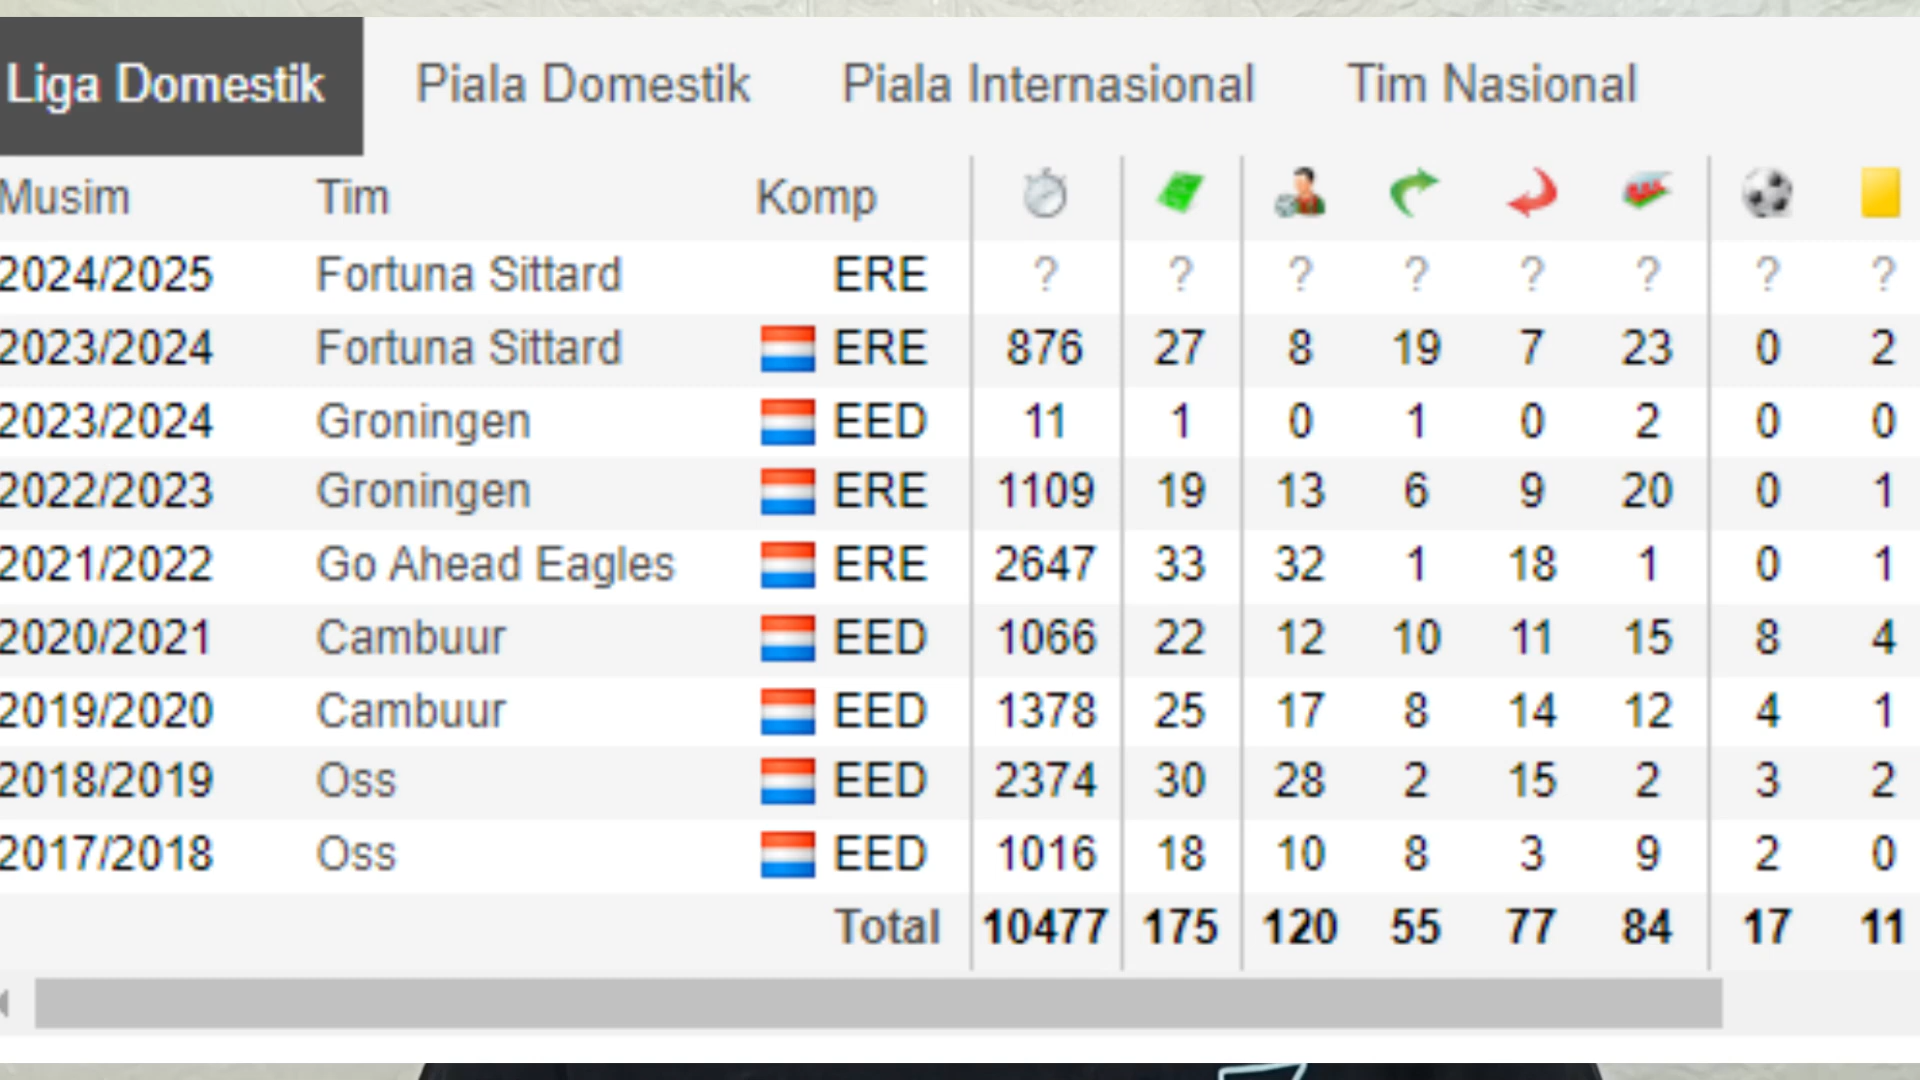 Liga Domestik Piala Domestik Piala Internasional Tim Nasional
Musim Tim Komp
2024/2025 Fortuna Sittard ERE ? ? ? ? ? ? ? ?
2023/2024 Fortuna Sittard ERE 876 27 8 19 7 23 0 2
2023/2024 Groningen EED 11 1 0 1 0 2 0 0
2022/2023 Groningen ERE 1109 19 13 6 9 20 0 1
2021/2022 Go Ahead Eagles ERE 2647 33 32 1 18 1 0 1
2020/2021 Cambuur EED 1066 22 12 10 11 15 8 4
2019/2020 Cambuur EED 1378 25 17 8 14 12 4 1
2018/2019 Oss EED 2374 30 28 2 15 2 3 2
2017/2018 Oss EED 1016 18 10 8 3 9 2 0
Total 10477 175 120 55 77 84 17 11